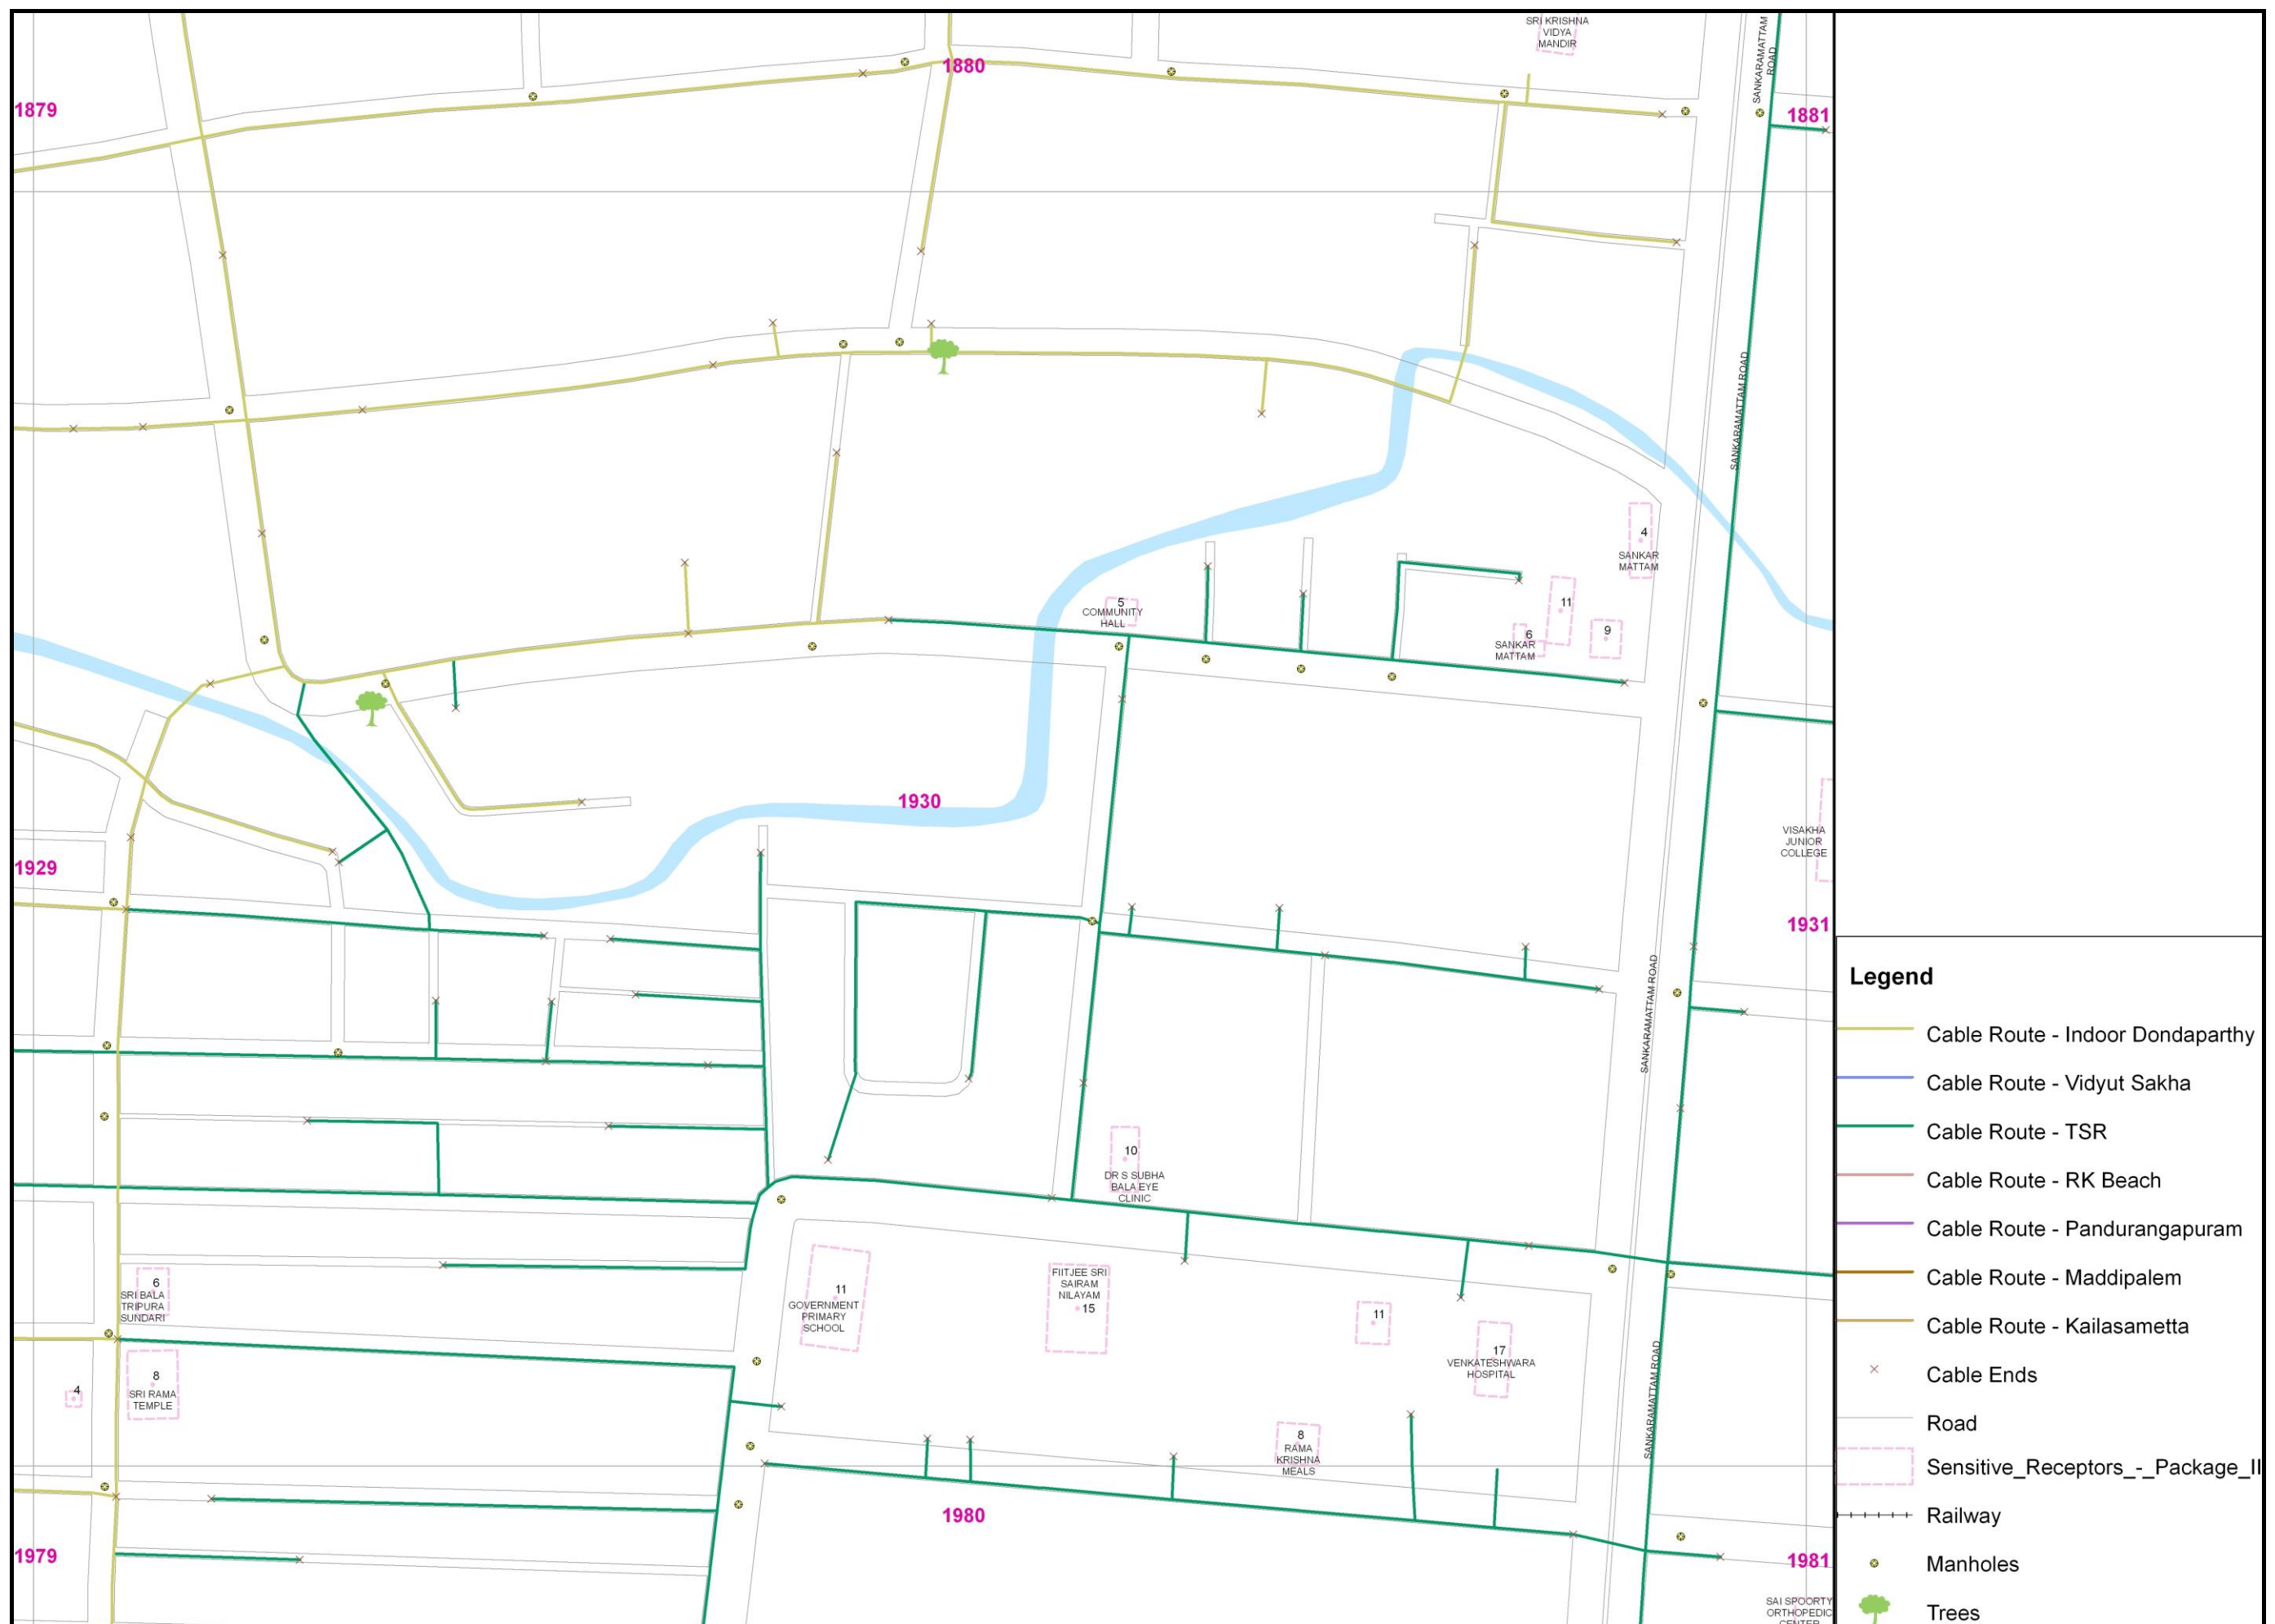 SRI KRISHNA
VIDYA
MANDIR
SANKARAMATTAM
ROAD
1880
1879
1881
SANKARAMATTAM ROAD
4
SANKAR
MATTAM
5
COMMUNITY
HALL
11
9
6
SANKAR
MATTAM
1930
VISAKHA
JUNIOR
COLLEGE
1929
1931
SANKARAMATTAM ROAD
10
DR S SUBHA
BALA EYE
CLINIC
6
SRI BALA
TRIPURA
SUNDARI
11
GOVERNMENT
PRIMARY
SCHOOL
FIITJEE SRI
SAIRAM
NILAYAM
15
11
17
VENKATESHWARA
HOSPITAL
4
8
SRI RAMA
TEMPLE
SANKARAMATTAM ROAD
8
RAMA
KRISHNA
MEALS
1980
1979
1981
SAI SPOORTY
ORTHOPEDIC
CENTER
Legend
Cable Route - Indoor Dondaparthy
Cable Route - Vidyut Sakha
Cable Route - TSR
Cable Route - RK Beach
Cable Route - Pandurangapuram
Cable Route - Maddipalem
Cable Route - Kailasametta
Cable Ends
Road
Sensitive_Receptors_-_Package_II
Railway
Manholes
Trees